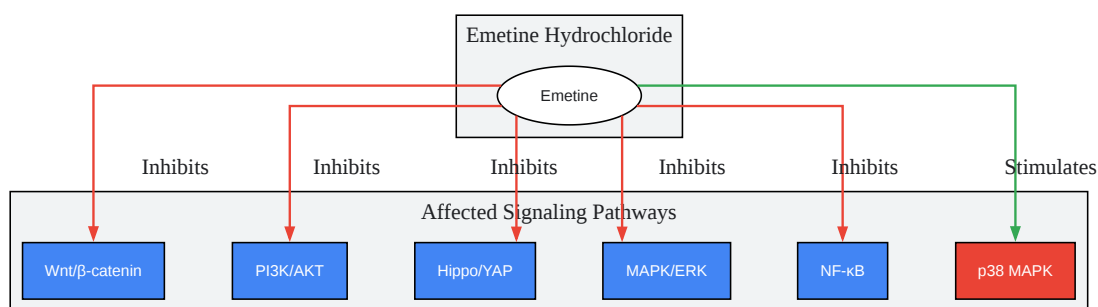 Emetine Hydrochloride
Emetine
Inhibits
Inhibits
Inhibits
Inhibits
Inhibits
Stimulates
Affected Signaling Pathways
Wnt/β-catenin
PI3K/AKT
Hippo/YAP
MAPK/ERK
NF-κB
p38 MAPK